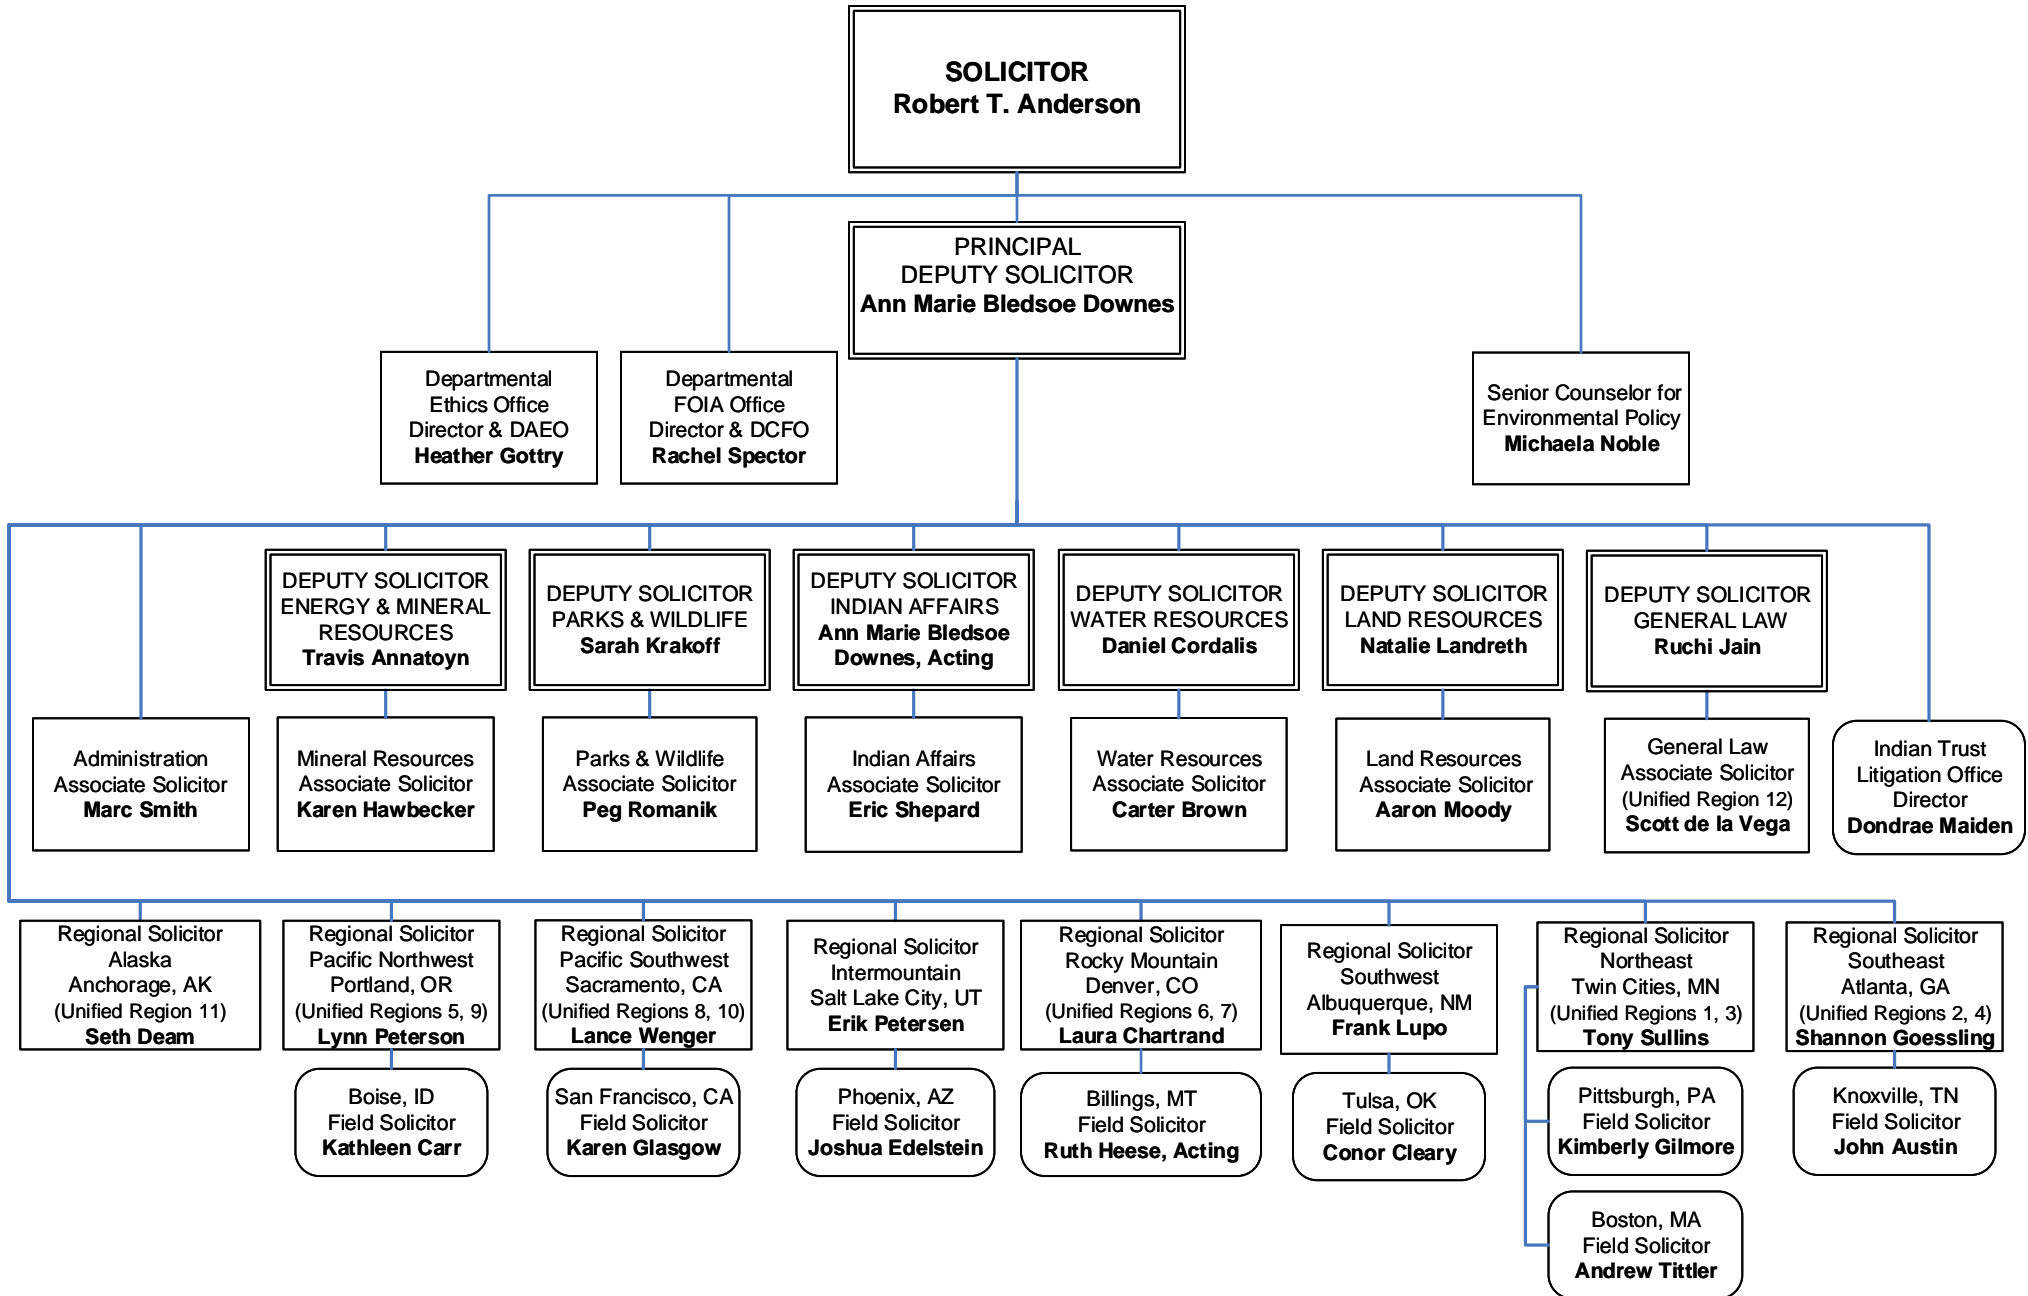 SOLICITOR
Robert T. Anderson
PRINCIPAL
DEPUTY SOLICITOR
Ann Marie Bledsoe Downes
Departmental
Ethics Office
Director & DAEO
Heather Gottry
Departmental
FOIA Office
Director & DCFO
Rachel Spector
Senior Counselor for
Environmental Policy
Michaela Noble
DEPUTY SOLICITOR
ENERGY & MINERAL
RESOURCES
Travis Annatoyn
DEPUTY SOLICITOR
PARKS & WILDLIFE
Sarah Krakoff
DEPUTY SOLICITOR
INDIAN AFFAIRS
Ann Marie Bledsoe
Downes, Acting
DEPUTY SOLICITOR
WATER RESOURCES
Daniel Cordalis
DEPUTY SOLICITOR
LAND RESOURCES
Natalie Landreth
DEPUTY SOLICITOR
GENERAL LAW
Ruchi Jain
Administration
Associate Solicitor
Marc Smith
Mineral Resources
Associate Solicitor
Karen Hawbecker
Parks & Wildlife
Associate Solicitor
Peg Romanik
Indian Affairs
Associate Solicitor
Eric Shepard
Water Resources
Associate Solicitor
Carter Brown
Land Resources
Associate Solicitor
Aaron Moody
General Law
Associate Solicitor
(Unified Region 12)
Scott de la Vega
Indian Trust
Litigation Office
Director
Dondrae Maiden
Regional Solicitor
Alaska
Anchorage, AK
(Unified Region 11)
Seth Deam
Regional Solicitor
Pacific Northwest
Portland, OR
(Unified Regions 5, 9)
Lynn Peterson
Regional Solicitor
Pacific Southwest
Sacramento, CA
(Unified Regions 8, 10)
Lance Wenger
Regional Solicitor
Intermountain
Salt Lake City, UT
Erik Petersen
Regional Solicitor
Rocky Mountain
Denver, CO
(Unified Regions 6, 7)
Laura Chartrand
Regional Solicitor
Southwest
Albuquerque, NM
Frank Lupo
Regional Solicitor
Northeast
Twin Cities, MN
(Unified Regions 1, 3)
Tony Sullins
Regional Solicitor
Southeast
Atlanta, GA
(Unified Regions 2, 4)
Shannon Goessling
Boise, ID
Field Solicitor
Kathleen Carr
San Francisco, CA
Field Solicitor
Karen Glasgow
Phoenix, AZ
Field Solicitor
Joshua Edelstein
Billings, MT
Field Solicitor
Ruth Heese, Acting
Tulsa, OK
Field Solicitor
Conor Cleary
Pittsburgh, PA
Field Solicitor
Kimberly Gilmore
Knoxville, TN
Field Solicitor
John Austin
Boston, MA
Field Solicitor
Andrew Tittler